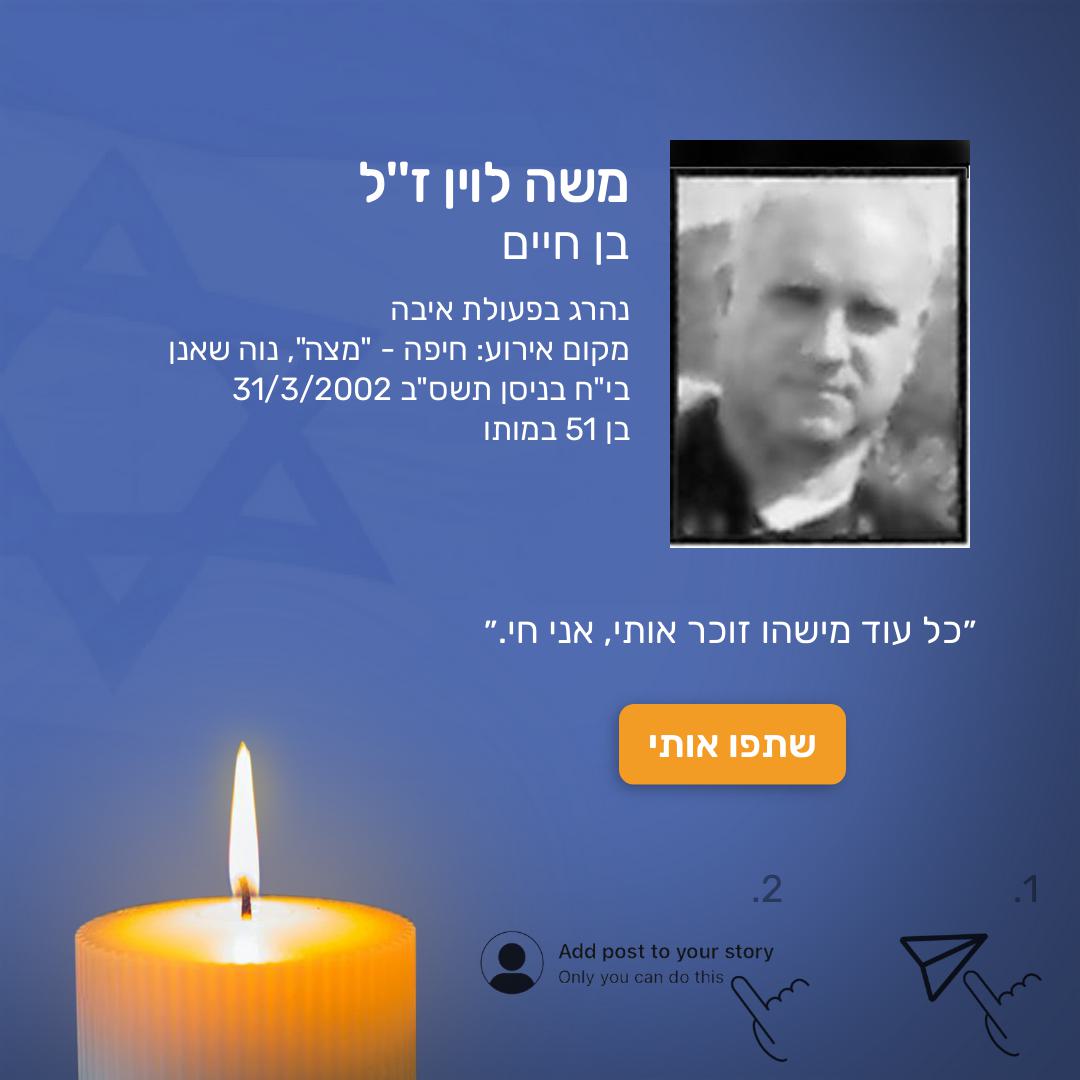 משה לוין ז"ל
בן חיים
נהרג בפעולת איבה
מקום אירוע: חיפה - "מצה", נוה שאנן
בי"ח בניסן תשס"ב 31/3/2002
בן 51 במותו
״כל עוד מישהו זוכר אותי, אני חי.״
שתפו אותי
.1
.2
Add post to your story
Only you can do this